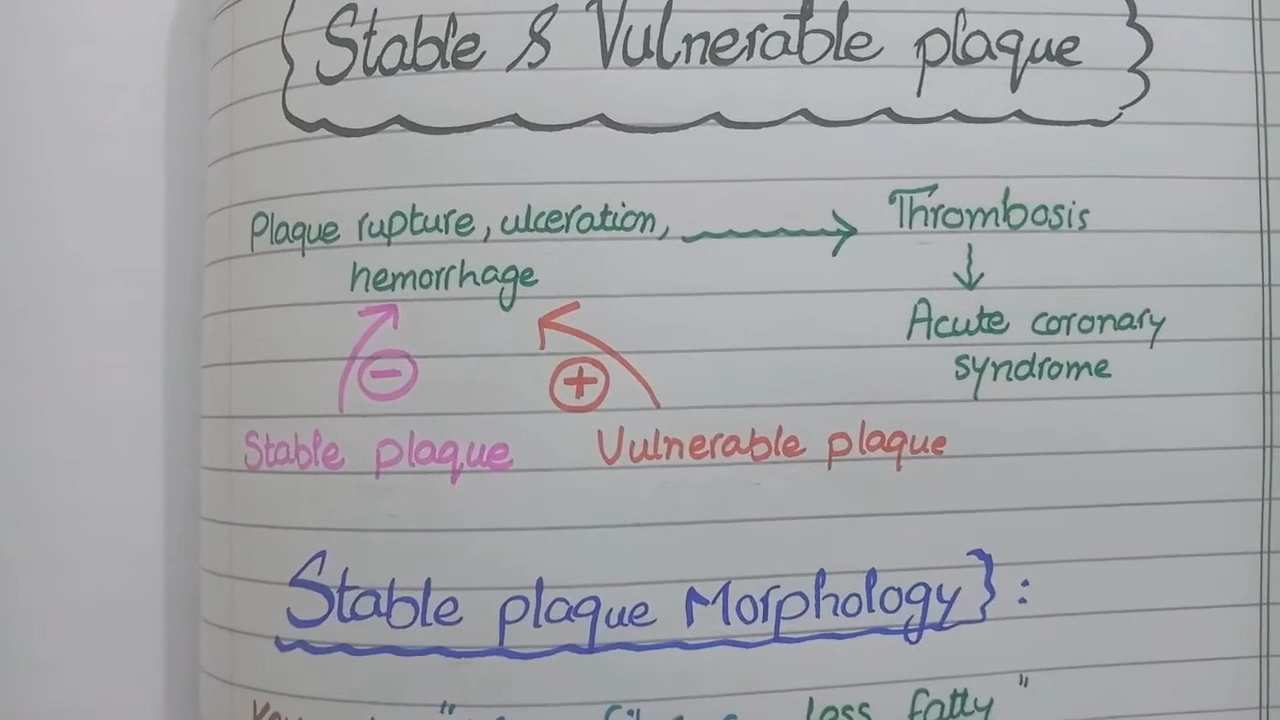 {Stable & Vulnerable plaque}
Plaque rupture, ulceration, → Thrombosis
hemorrhage
↓
Acute coronary
syndrome
− +
Stable plaque Vulnerable plaque
Stable plaque Morphology}:
less fatty"